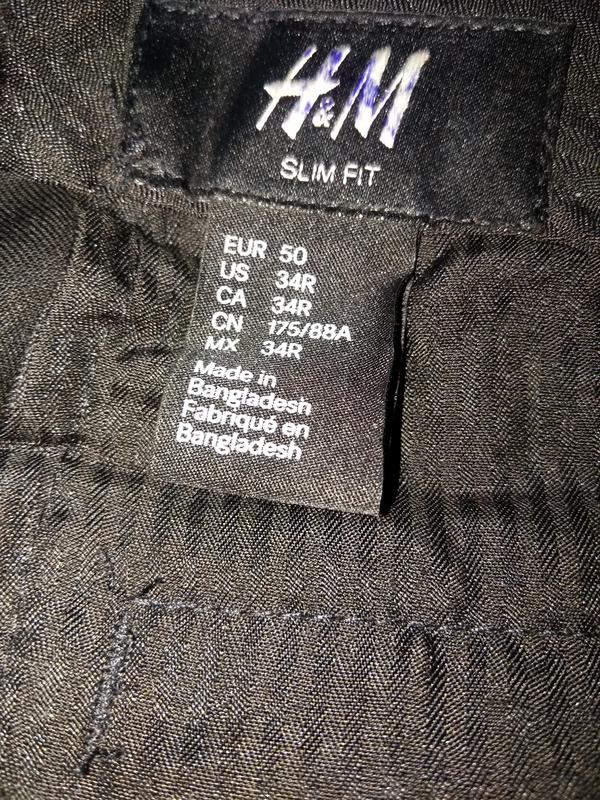 H&M
SLIM FIT
EUR 50
US 34R
CA 34R
CN 175/88A
MX 34R
Made in
Bangladesh
Fabriqué en
Bangladesh